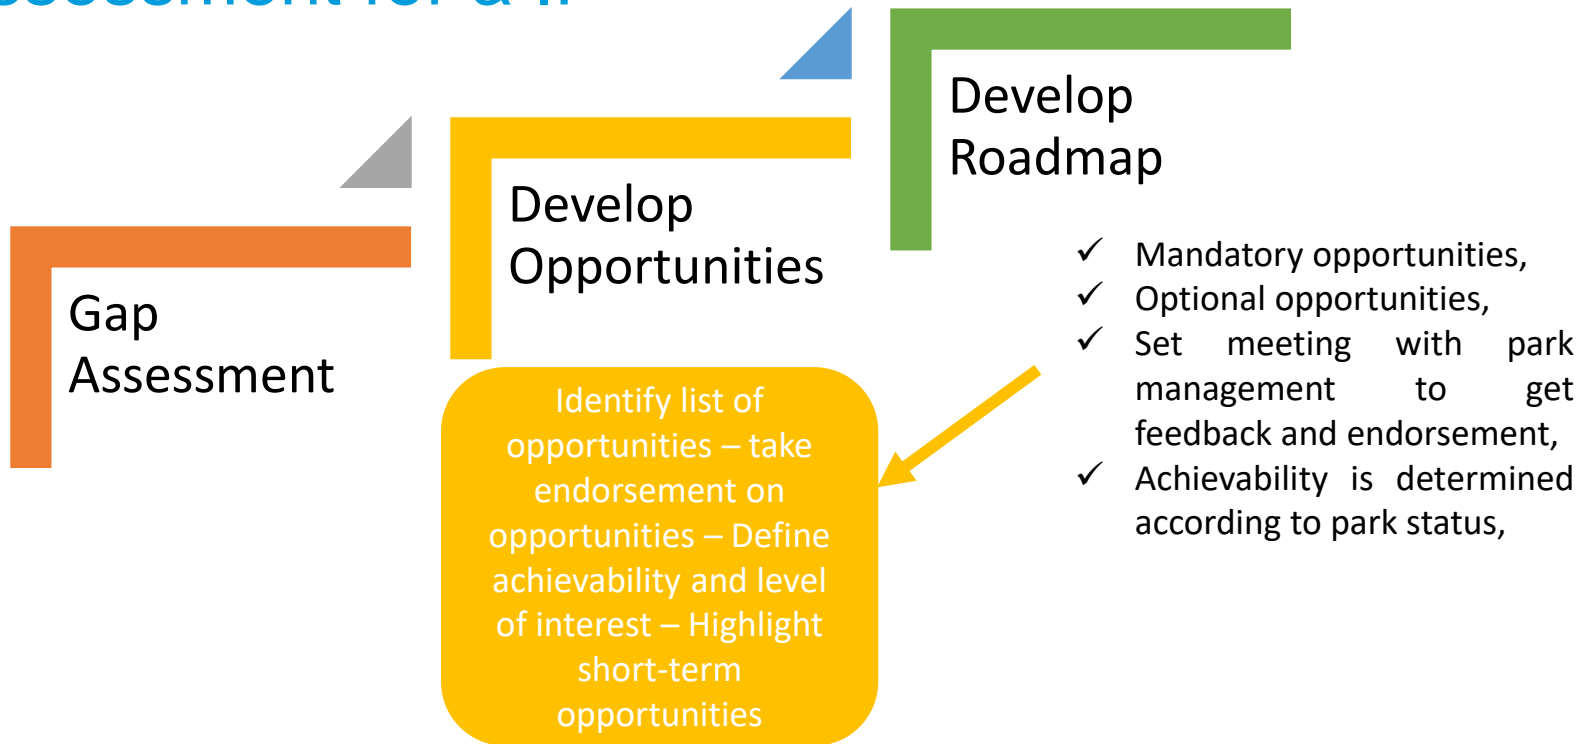 Gap
Assessment
Develop
Opportunities
Identify list of
opportunities – take
endorsement on
opportunities – Define
achievability and level
of interest – Highlight
short-term
opportunities
Develop
Roadmap
✓ Mandatory opportunities,
✓ Optional opportunities,
✓ Set meeting with park
management to get
feedback and endorsement,
✓ Achievability is determined
according to park status,